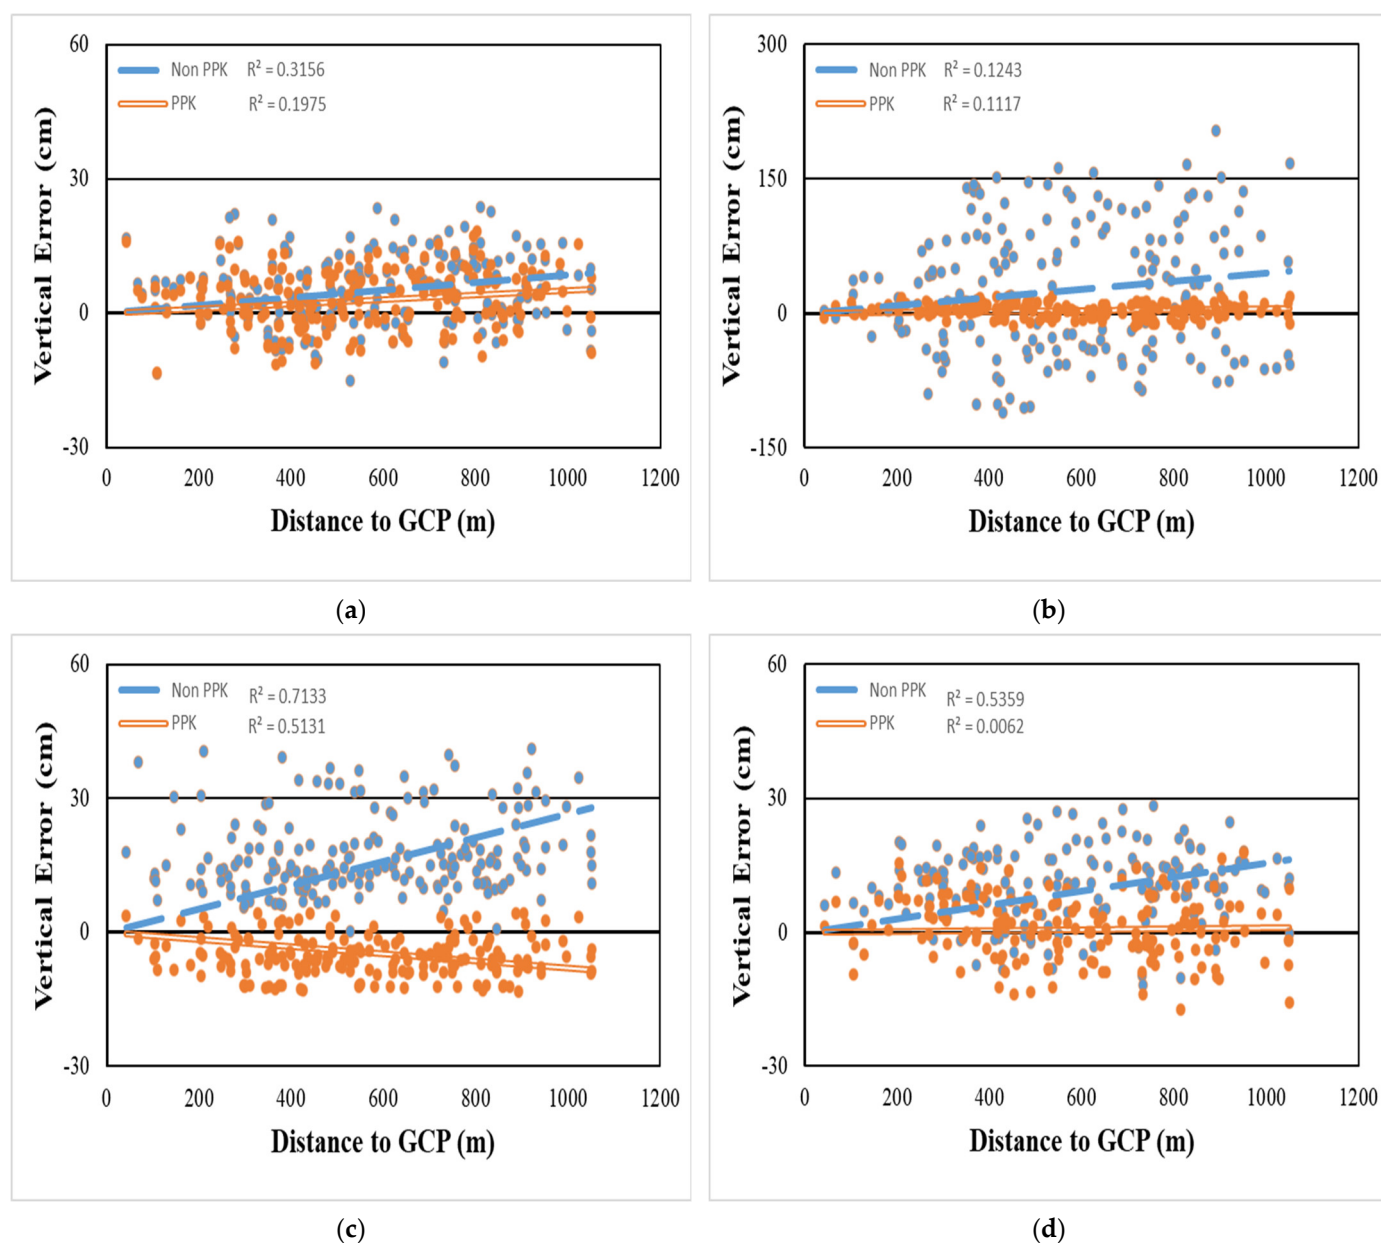 60
Non PPK R² = 0.3156
PPK R² = 0.1975
30
0
-30
Vertical Error (cm)
0 200 400 600 800 1000 1200
Distance to GCP (m)
(a)
300
Non PPK R² = 0.1243
PPK R² = 0.1117
150
0
-150
Vertical Error (cm)
0 200 400 600 800 1000 1200
Distance to GCP (m)
(b)
60
Non PPK R² = 0.7133
PPK R² = 0.5131
30
0
-30
Vertical Error (cm)
0 200 400 600 800 1000 1200
Distance to GCP (m)
(c)
60
Non PPK R² = 0.5359
PPK R² = 0.0062
30
0
-30
Vertical Error (cm)
0 200 400 600 800 1000 1200
Distance to GCP (m)
(d)